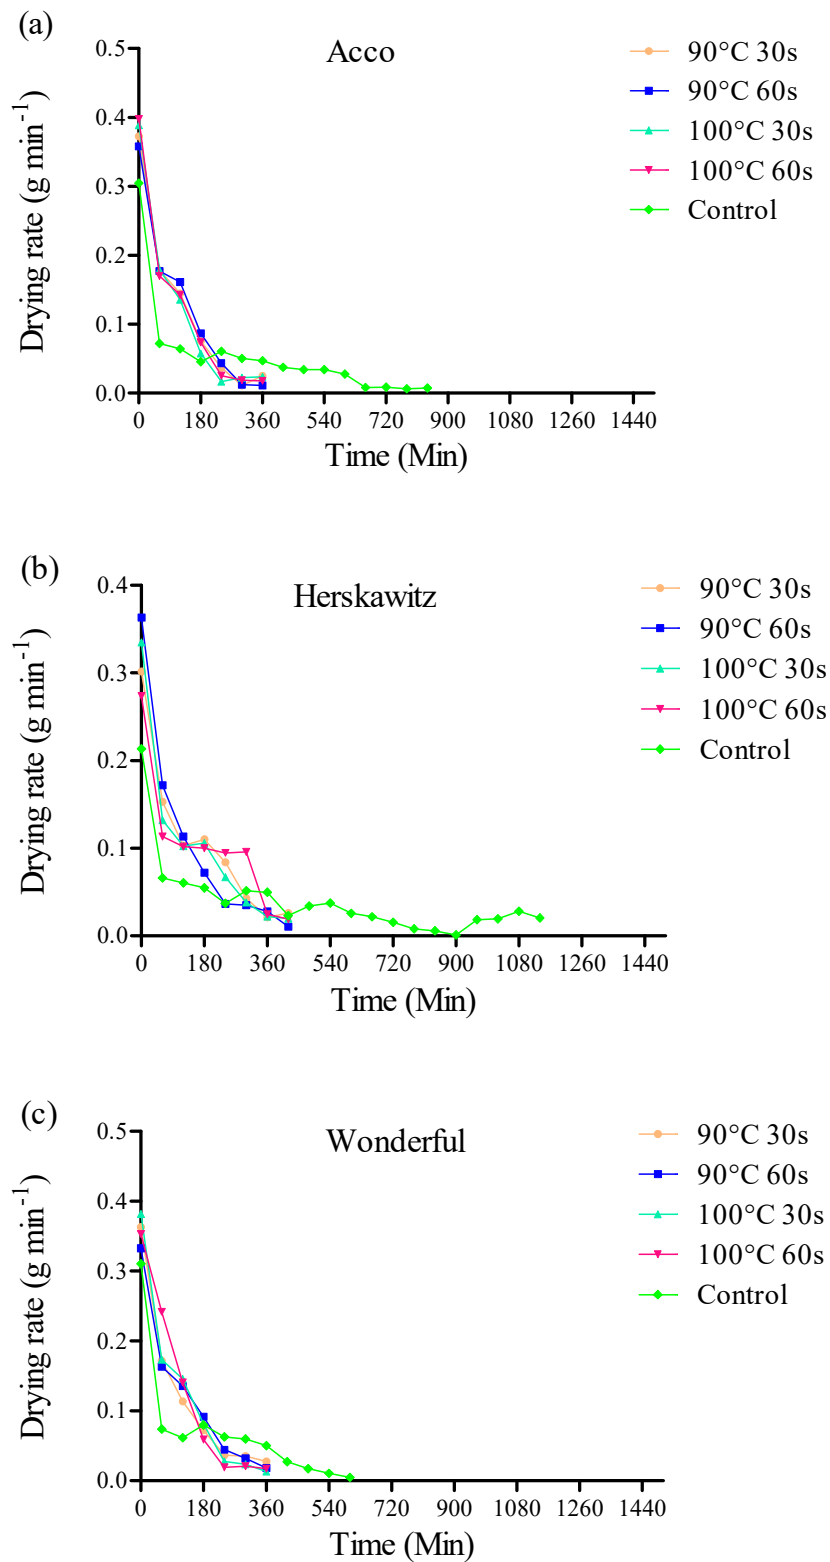 (a)
Acco
0.5
0.4
0.3
0.2
0.1
0.0
Drying rate (g min⁻¹)
0 180 360 540 720 900 1080 1260 1440
Time (Min)
90°C 30s
90°C 60s
100°C 30s
100°C 60s
Control
(b)
Herskawitz
0.4
0.3
0.2
0.1
0.0
Drying rate (g min⁻¹)
0 180 360 540 720 900 1080 1260 1440
Time (Min)
90°C 30s
90°C 60s
100°C 30s
100°C 60s
Control
(c)
Wonderful
0.5
0.4
0.3
0.2
0.1
0.0
Drying rate (g min⁻¹)
0 180 360 540 720 900 1080 1260 1440
Time (Min)
90°C 30s
90°C 60s
100°C 30s
100°C 60s
Control